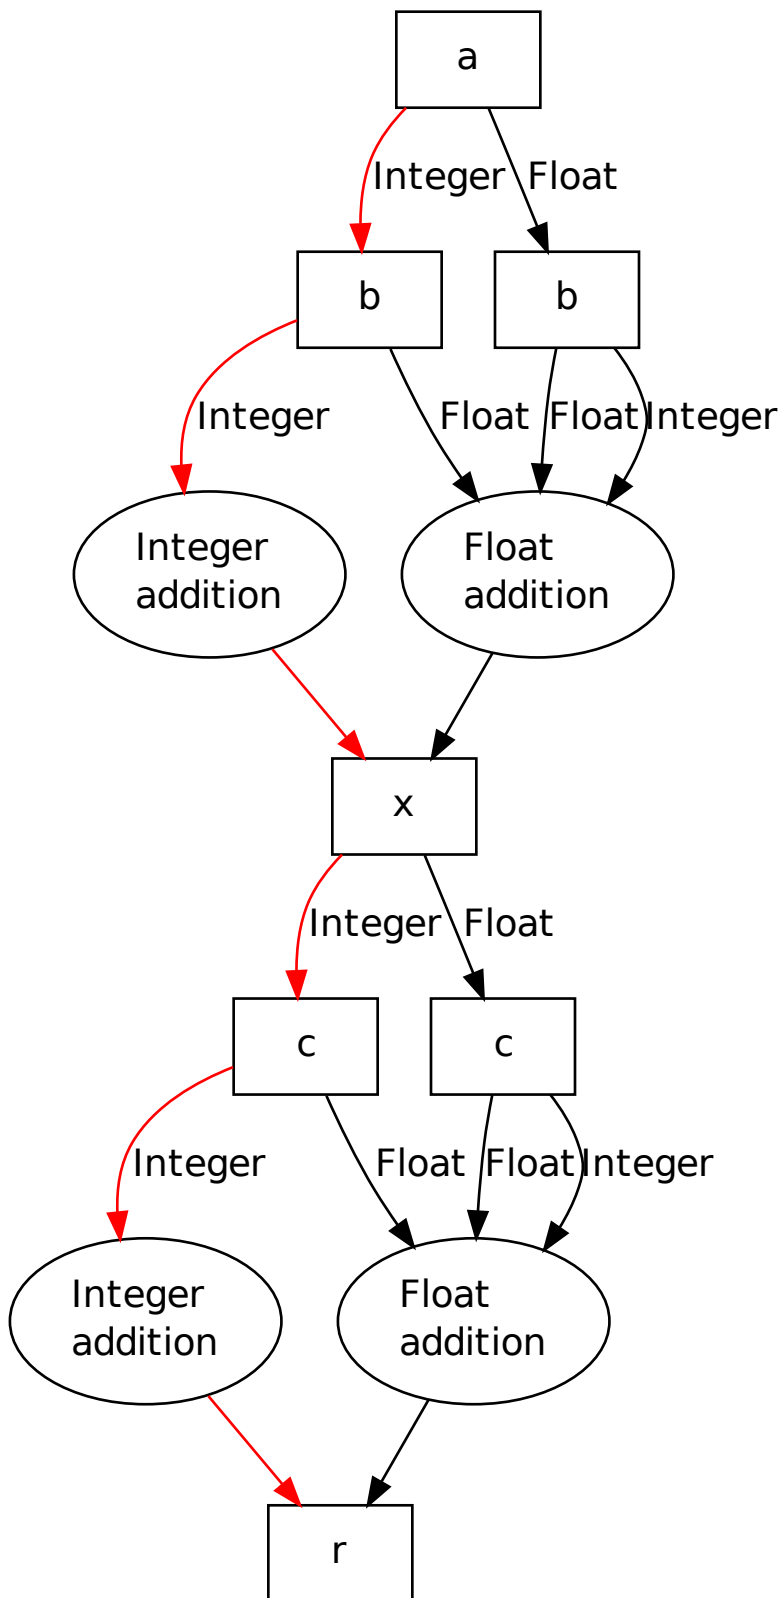 a
Integer
Float
b
b
Integer
Float
Float
Integer
Integer
addition
Float
addition
x
Integer
Float
c
c
Integer
Float
Float
Integer
Integer
addition
Float
addition
r